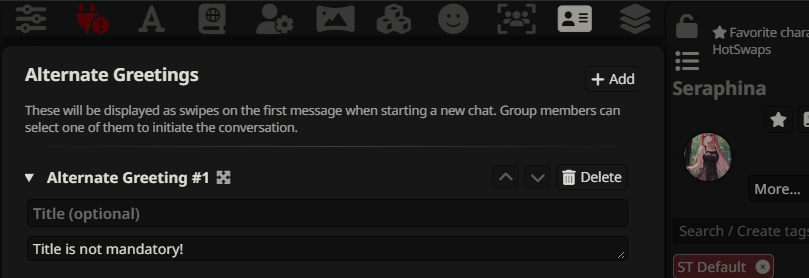 Favorite chara
HotSwaps
Seraphina
More...
Search / Create tags
ST Default
Alternate Greetings
Add
These will be displayed as swipes on the first message when starting a new chat. Group members can
select one of them to initiate the conversation.
Alternate Greeting #1
Delete
Title (optional)
Title is not mandatory!